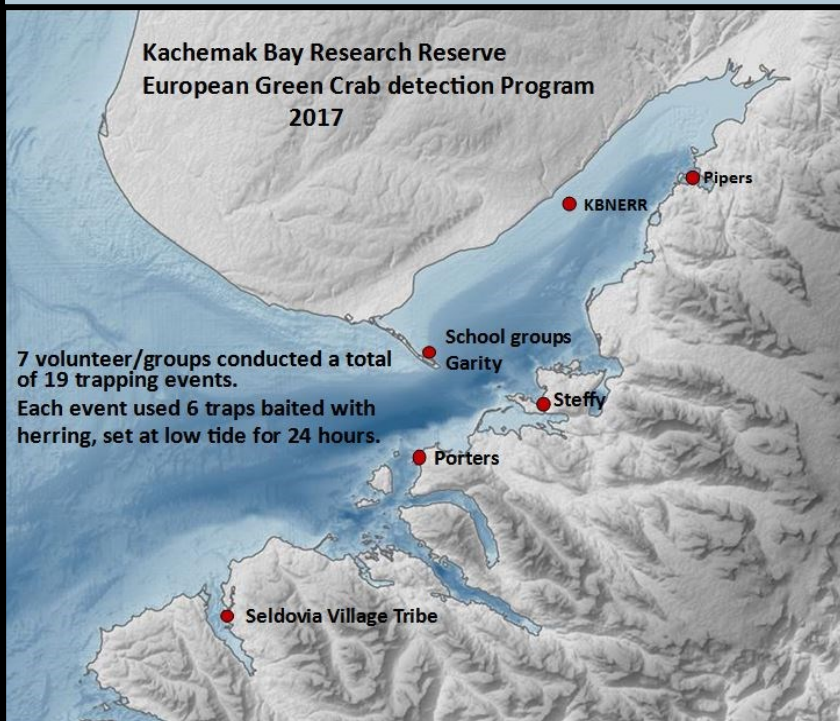 Kachemak Bay Research Reserve
European Green Crab detection Program
2017
Pipers
KBNERR
School groups
Garity
7 volunteer/groups conducted a total
of 19 trapping events.
Each event used 6 traps baited with
herring, set at low tide for 24 hours.
Steffy
Porters
Seldovia Village Tribe